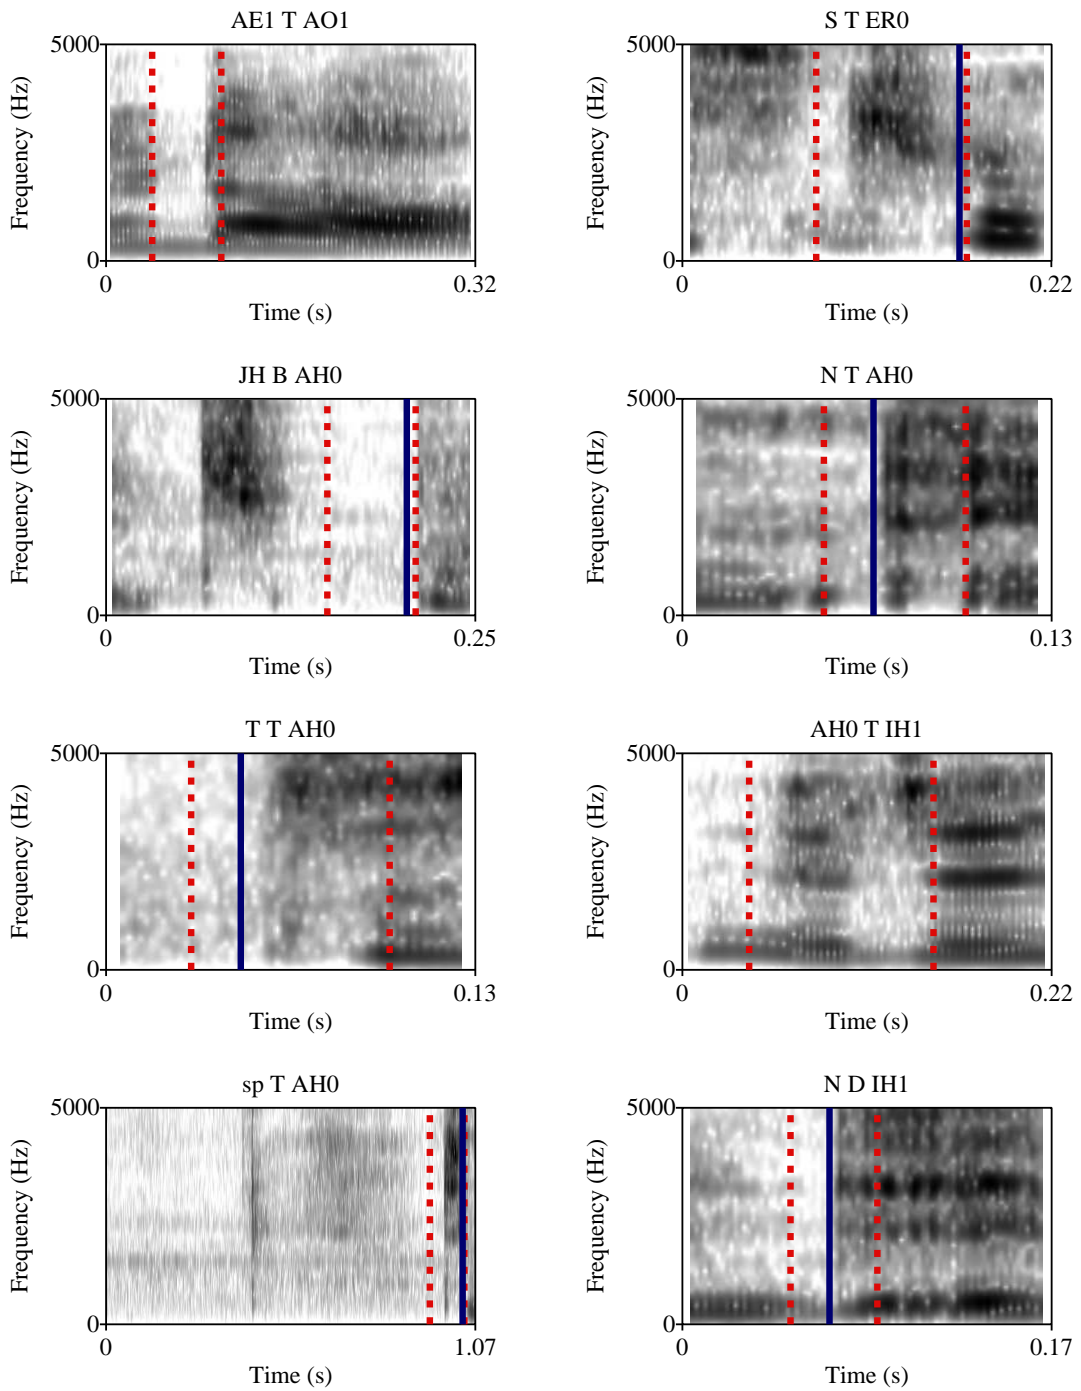 AE1 T AO1
5000
Frequency (Hz)
0
0
0.32
Time (s)
S T ER0
5000
Frequency (Hz)
0
0
0.22
Time (s)
JH B AH0
5000
Frequency (Hz)
0
0
0.25
Time (s)
N T AH0
5000
Frequency (Hz)
0
0
0.13
Time (s)
T T AH0
5000
Frequency (Hz)
0
0
0.13
Time (s)
AH0 T IH1
5000
Frequency (Hz)
0
0
0.22
Time (s)
sp T AH0
5000
Frequency (Hz)
0
0
1.07
Time (s)
N D IH1
5000
Frequency (Hz)
0
0
0.17
Time (s)